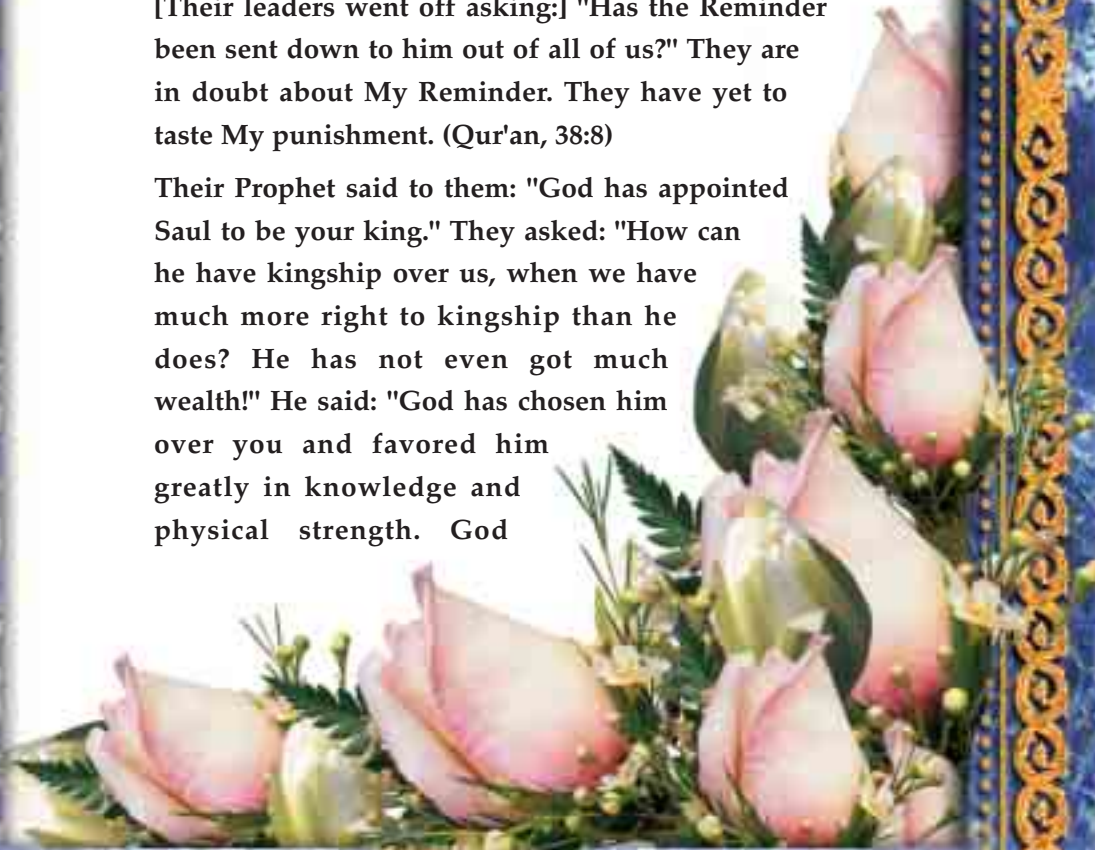 [Their leaders went off asking:] "Has the Reminder
been sent down to him out of all of us?" They are
in doubt about My Reminder. They have yet to
taste My punishment. (Qur'an, 38:8)
Their Prophet said to them: "God has appointed
Saul to be your king." They asked: "How can
he have kingship over us, when we have
much more right to kingship than he
does? He has not even got much
wealth!" He said: "God has chosen him
over you and favored him
greatly in knowledge and
physical strength. God